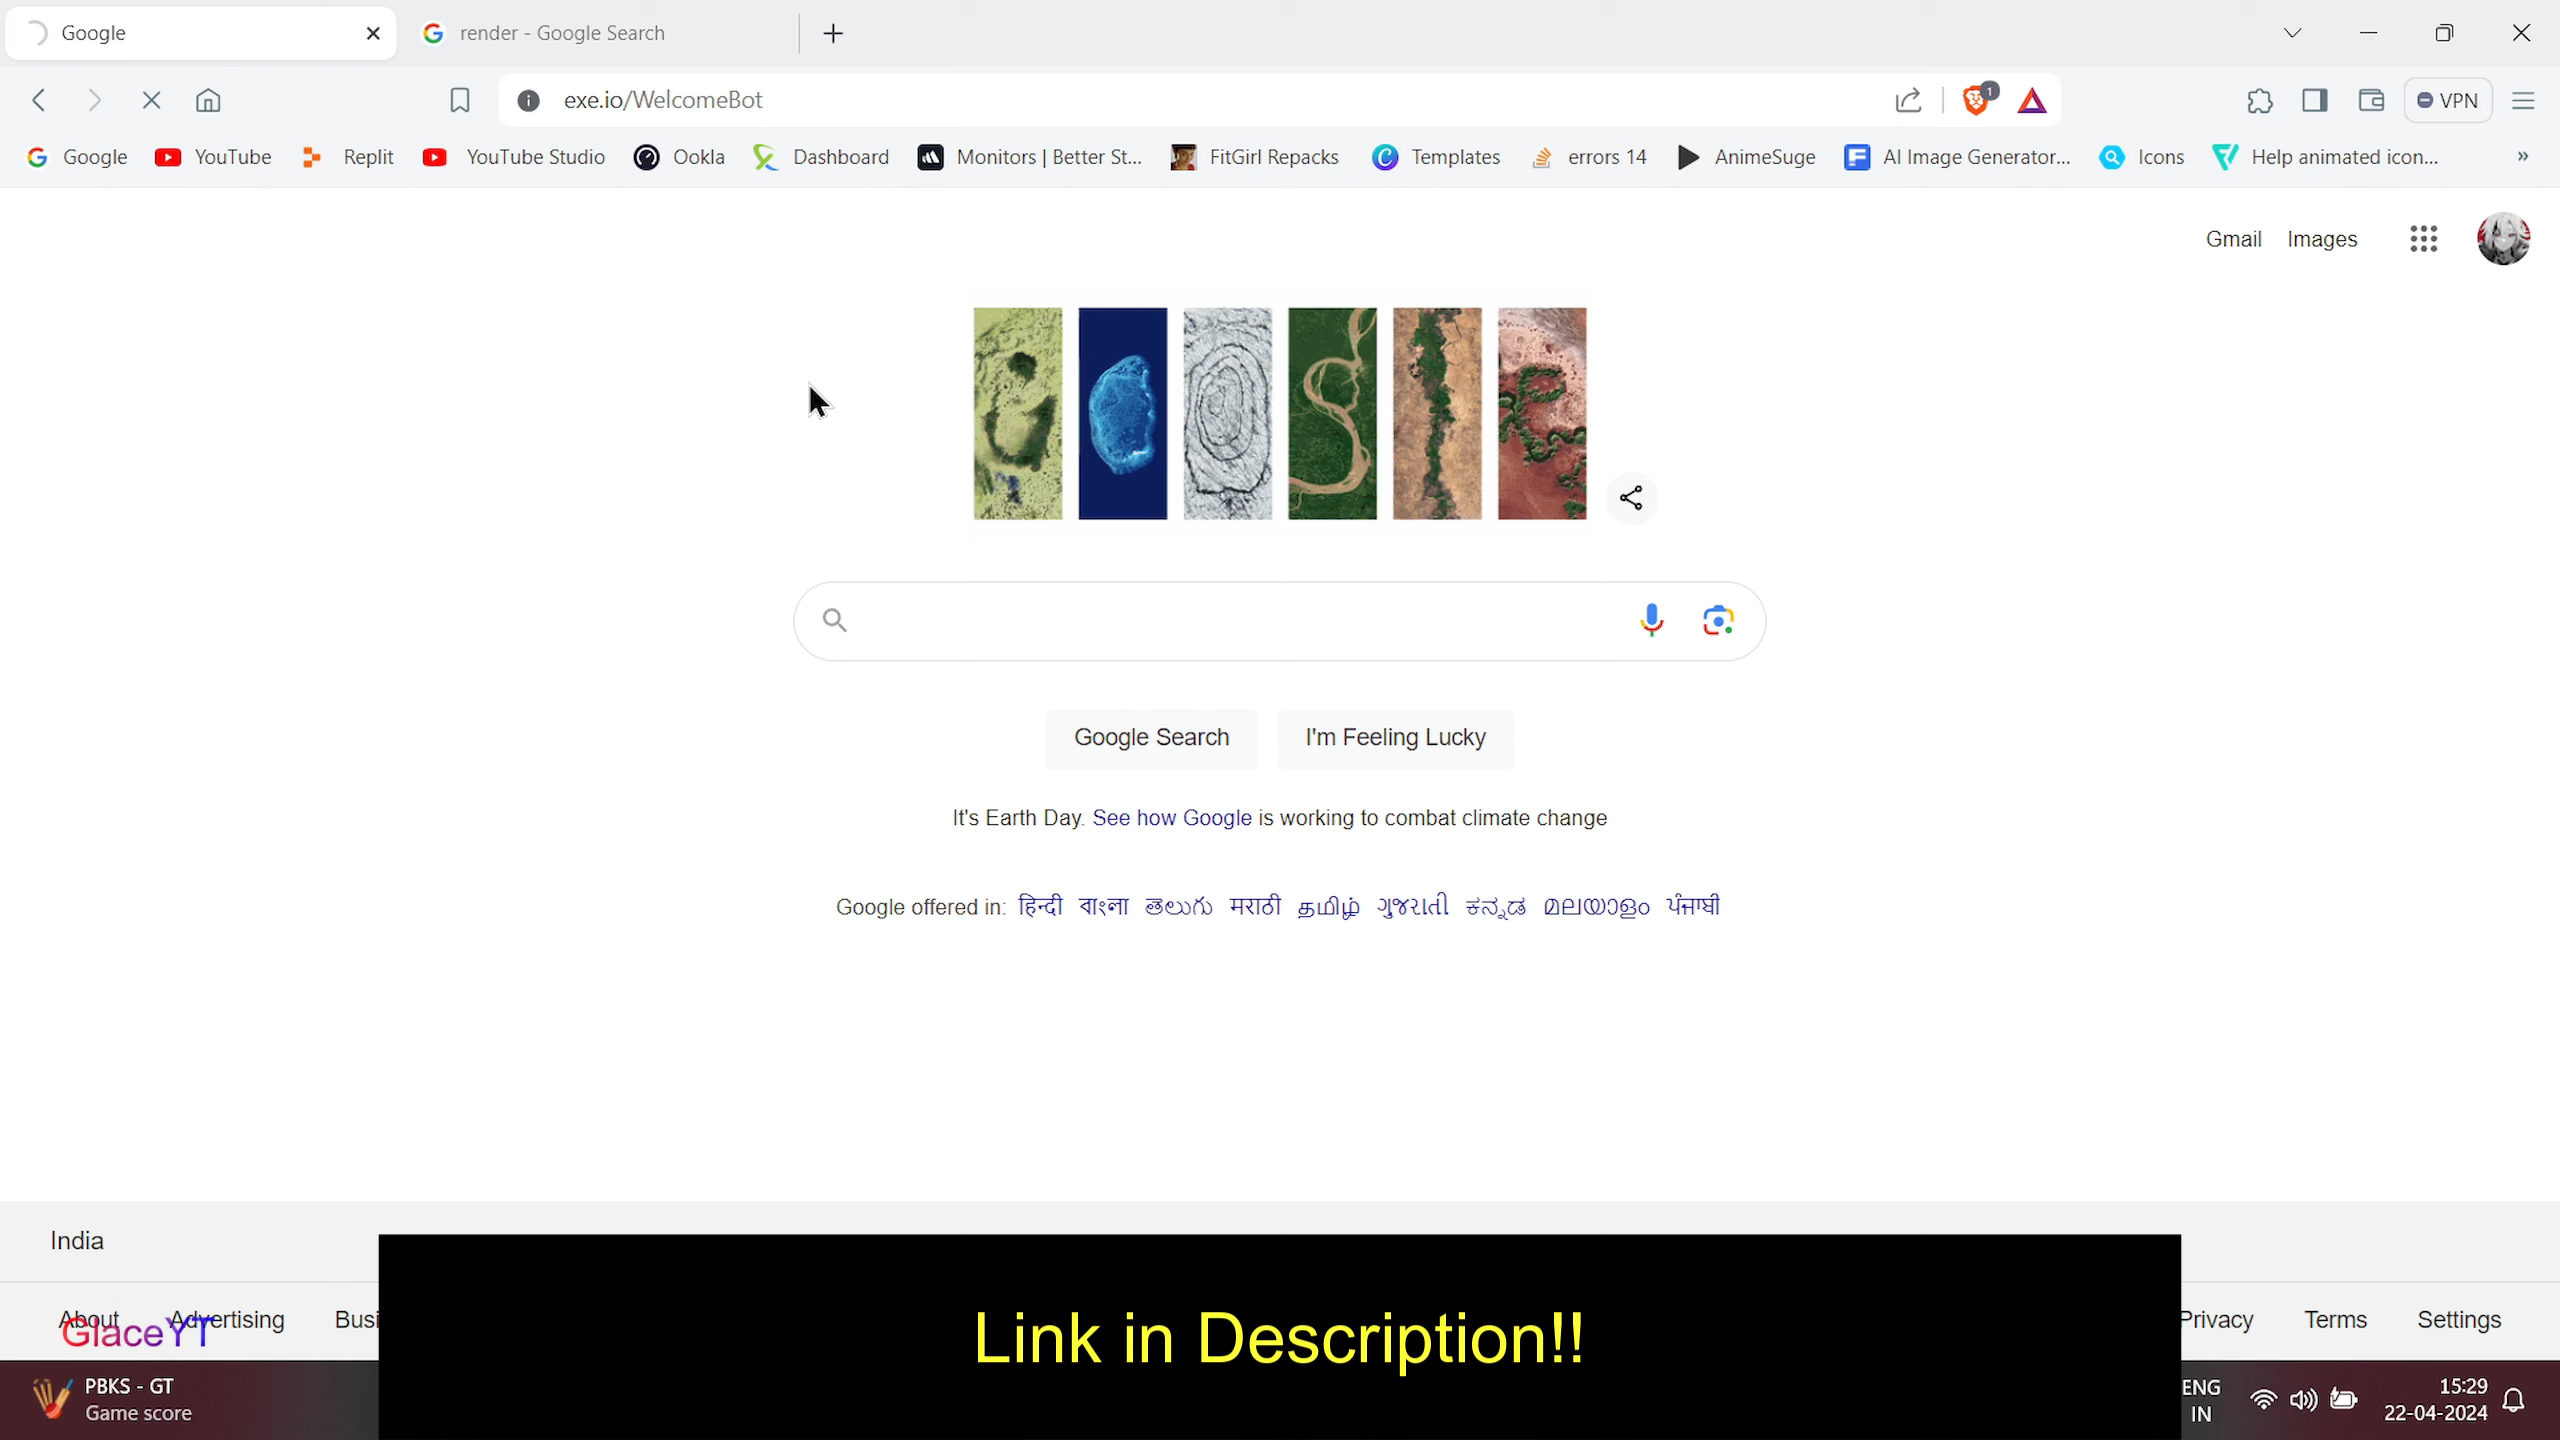 Google
render - Google Search
exe.io/WelcomeBot
1
VPN
Google
YouTube
Replit
YouTube Studio
Ookla
Dashboard
Monitors | Better St...
FitGirl Repacks
Templates
errors 14
AnimeSuge
AI Image Generator...
Icons
Help animated icon...
»
Gmail
Images
Google Search
I'm Feeling Lucky
It's Earth Day. See how Google is working to combat climate change
Google offered in: हिन्दी বাংলা తెలుగు मराठी தமிழ் ગુજરાતી ಕನ್ನಡ മലയാളം ਪੰਜਾਬੀ
India
About
Advertising
Busi
Privacy
Terms
Settings
GlaceYT
Link in Description!!
PBKS - GT
Game score
ENG
IN
15:29
22-04-2024